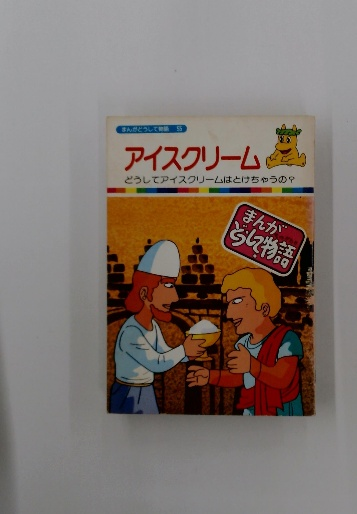 まんがどうして物語 55
アイスクリーム
どうしてアイスクリームはとけちゃうの?
まんが
どうして物語